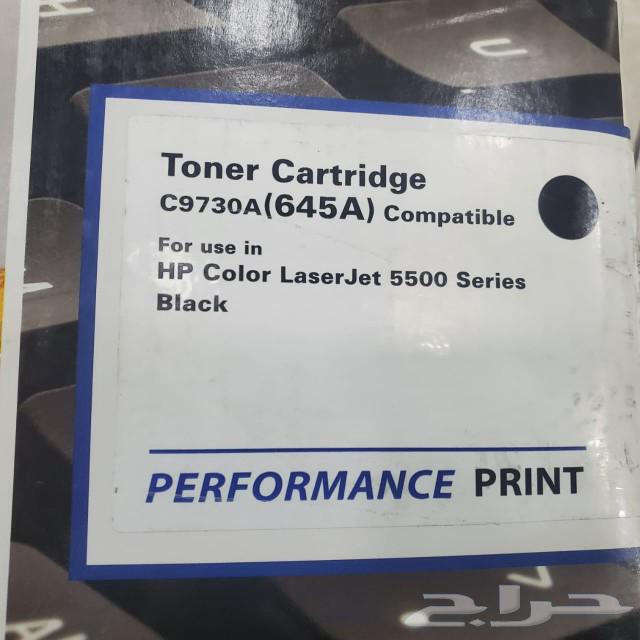 U
Toner Cartridge
C9730A(645A) Compatible
For use in
HP Color LaserJet 5500 Series
Black
PERFORMANCE PRINT
V
حراج